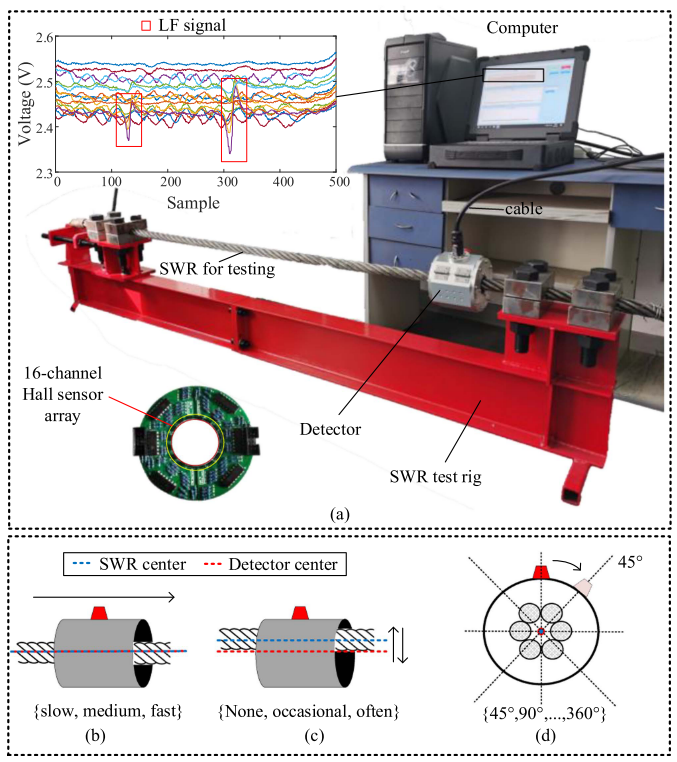 LF signal
Computer
2.6
2.5
2.4
2.3
Voltage (V)
0
100
200
300
400
500
Sample
cable
SWR for testing
16-channel
Hall sensor
array
Detector
SWR test rig
(a)
SWR center
Detector center
45°
{slow, medium, fast}
{None, occasional, often}
{45°,90°,...,360°}
(b)
(c)
(d)